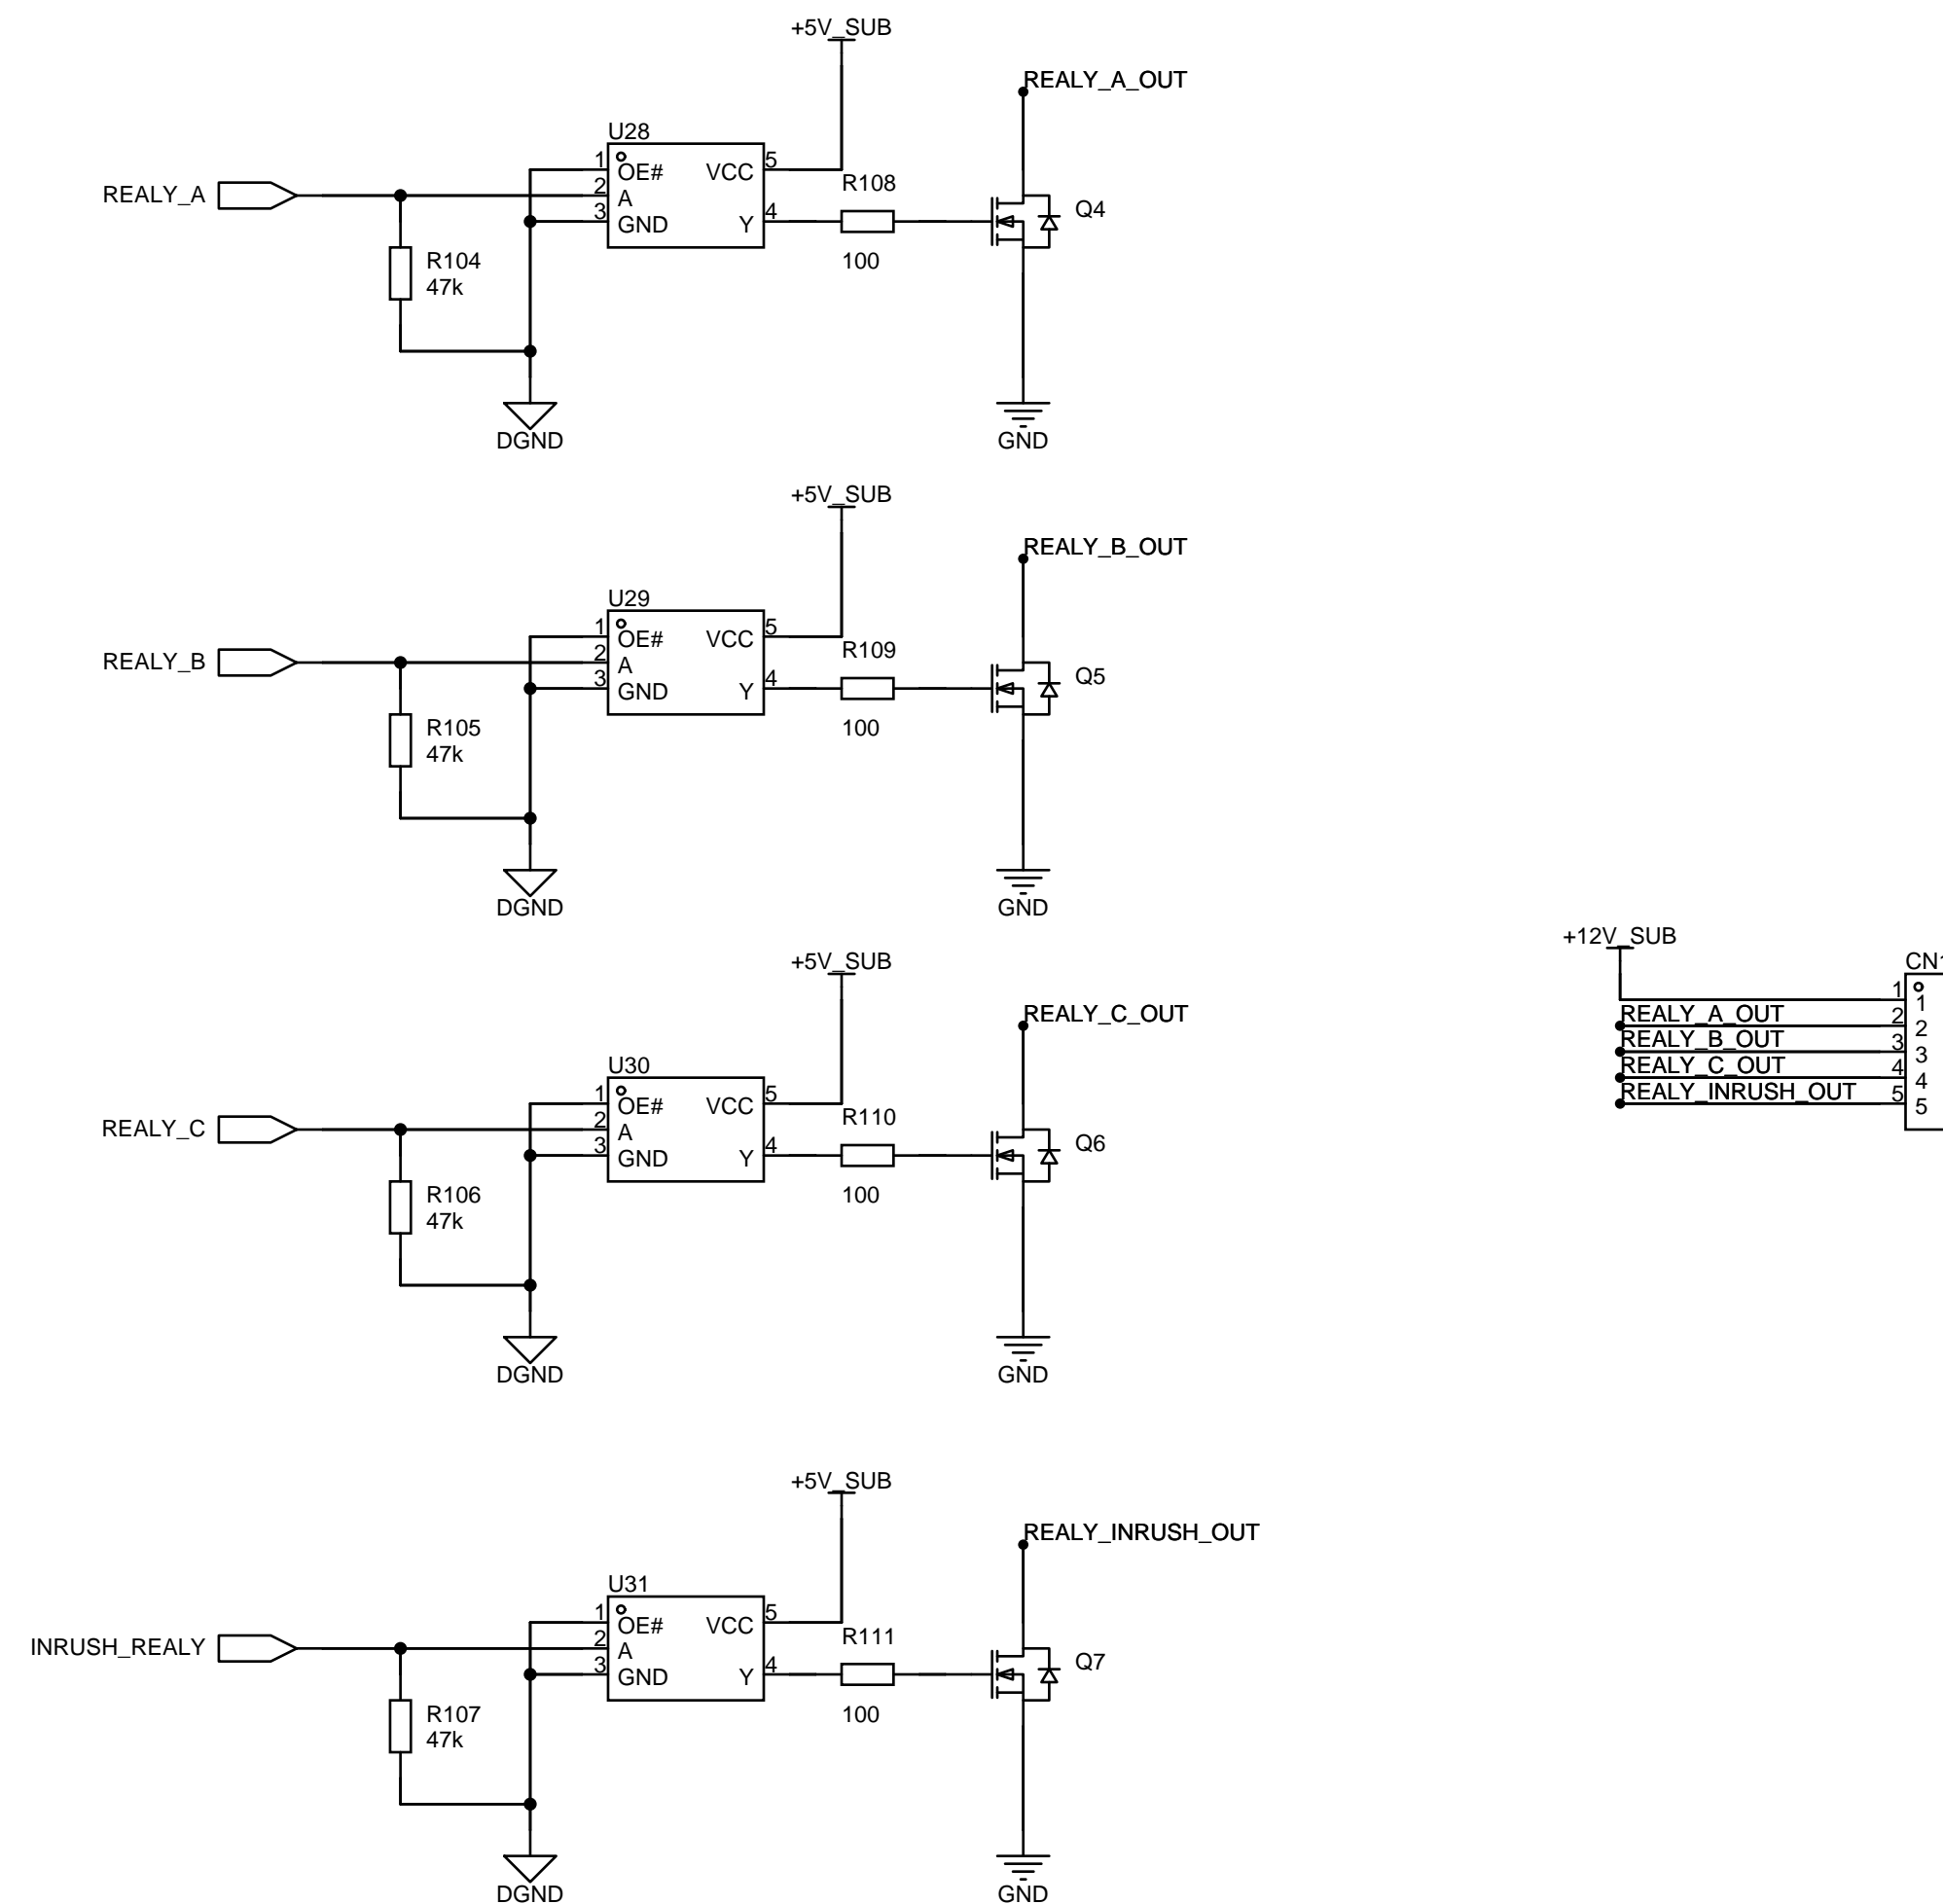 +5V_SUB
REALY_A_OUT
U28
1 OE# VCC 5
REALY_A
2 A
R108
3 GND Y 4
Q4
R104
47k
100
DGND
GND
+5V_SUB
REALY_B_OUT
U29
1 OE# VCC 5
REALY_B
2 A
R109
3 GND Y 4
Q5
R105
47k
100
DGND
GND
+12V_SUB
+5V_SUB
CN1
1 1
REALY_A_OUT 2 2
REALY_B_OUT 3 3
REALY_C_OUT 4 4
REALY_INRUSH_OUT 5 5
REALY_C_OUT
U30
1 OE# VCC 5
REALY_C
2 A
R110
3 GND Y 4
Q6
R106
47k
100
DGND
GND
+5V_SUB
REALY_INRUSH_OUT
U31
1 OE# VCC 5
INRUSH_REALY
2 A
R111
3 GND Y 4
Q7
R107
47k
100
DGND
GND